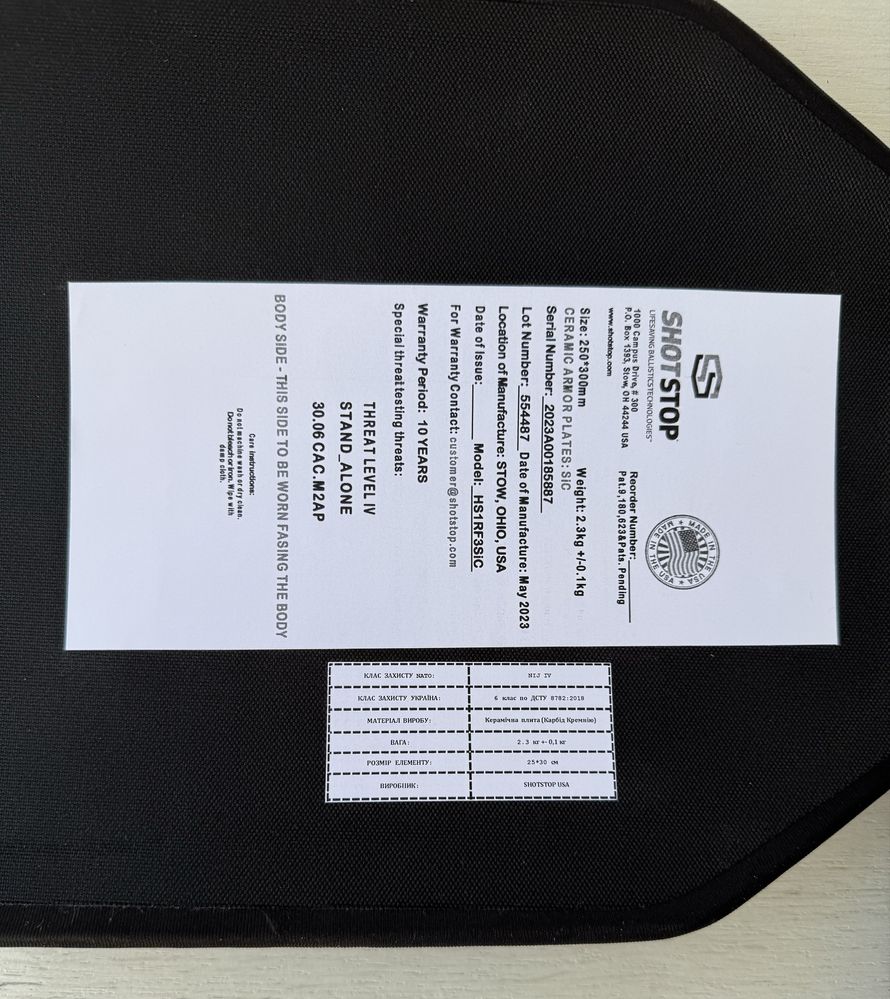 SHOTSTOP
LIFESAVING BALLISTICS TECHNOLOGIES
1000 Campus Drive, # 300
P.O. Box 1393, Stow, OH 44244 USA
www.shotstop.com
MADE IN THE USA
MADE IN THE USA
Reorder Number:
Pat.9,180,623&Pats. Pending
Size: 250*300mm Weight: 2.3kg +/-0.1kg
CERAMIC ARMOR PLATES: SIC
Serial Number: 2023A00185887
Lot Number: 554487 Date of Manufacture: May 2023
Location of Manufacture: STOW, OHIO, USA
Date of Issue: Model: HS1RF3SIC
For Warranty Contact: customer@shotstop.com
Warranty Period: 10 YEARS
Special threat testing threats:
THREAT LEVEL IV
STAND_ALONE
30.06 CAC.M2AP
BODY SIDE - THIS SIDE TO BE WORN FASING THE BODY
Care instructions:
Do not machine wash or dry clean.
Do not bleach or iron. Wipe with
damp cloth.
КЛАС ЗАХИСТУ NATO: NIJ IV
КЛАС ЗАХИСТУ УКРАЇНА: 6 клас по ДСТУ 8782:2018
МАТЕРІАЛ ВИРОБУ: Керамічна плита(Карбід Кремнію)
ВАГА: 2.3 кг+-0,1кг
РОЗМІР ЕЛЕМЕНТУ: 25*30 см
ВИРОБНИК: SHOTSTOP USA